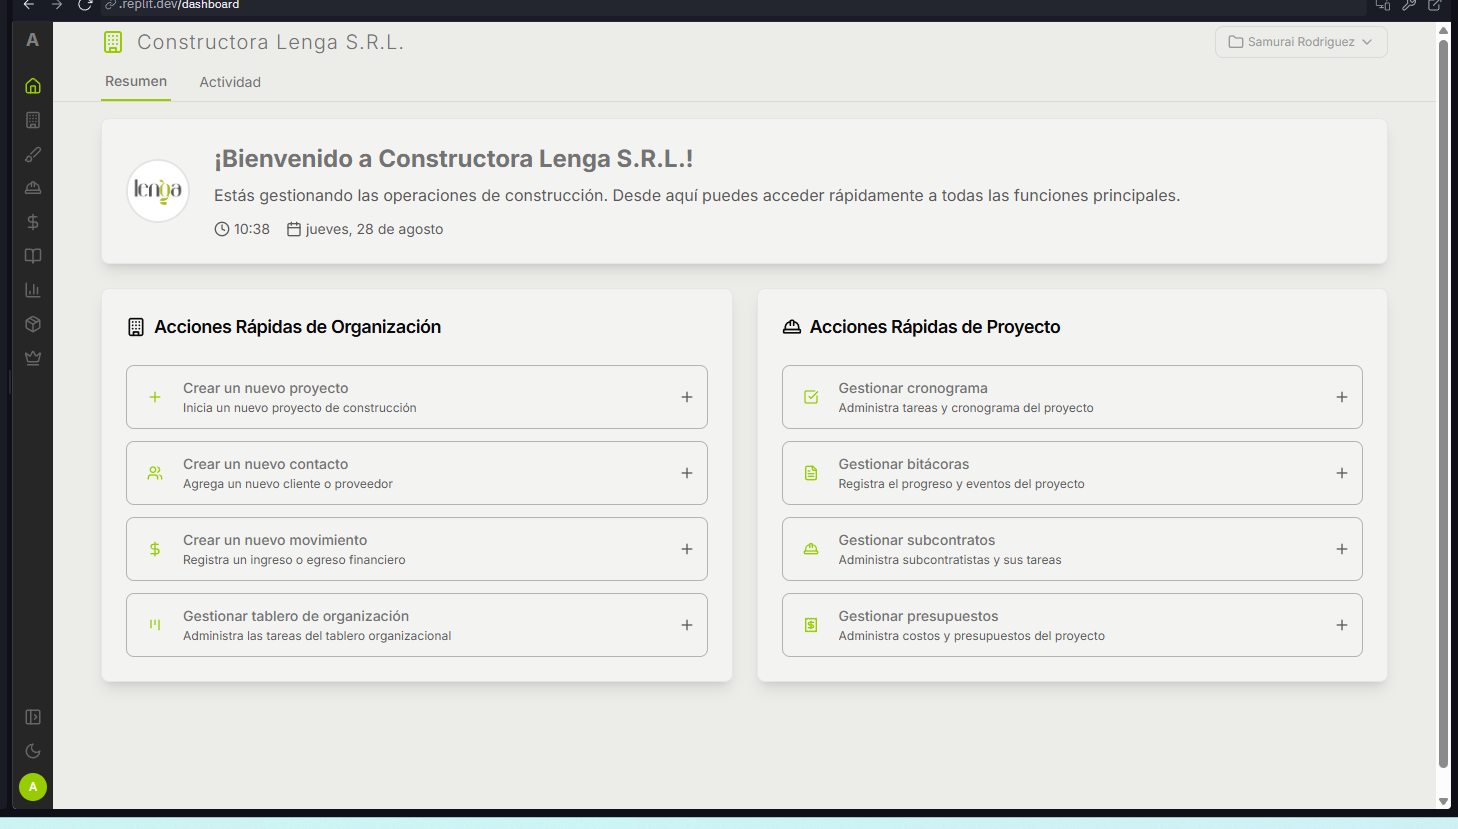 .replit.dev/dashboard
A
Constructora Lenga S.R.L.
Samurai Rodriguez
Resumen
Actividad
lenga
¡Bienvenido a Constructora Lenga S.R.L.!
Estás gestionando las operaciones de construcción. Desde aquí puedes acceder rápidamente a todas las funciones principales.
10:38
jueves, 28 de agosto
Acciones Rápidas de Organización
Crear un nuevo proyecto
Inicia un nuevo proyecto de construcción
Crear un nuevo contacto
Agrega un nuevo cliente o proveedor
Crear un nuevo movimiento
Registra un ingreso o egreso financiero
Gestionar tablero de organización
Administra las tareas del tablero organizacional
Acciones Rápidas de Proyecto
Gestionar cronograma
Administra tareas y cronograma del proyecto
Gestionar bitácoras
Registra el progreso y eventos del proyecto
Gestionar subcontratos
Administra subcontratistas y sus tareas
Gestionar presupuestos
Administra costos y presupuestos del proyecto
A